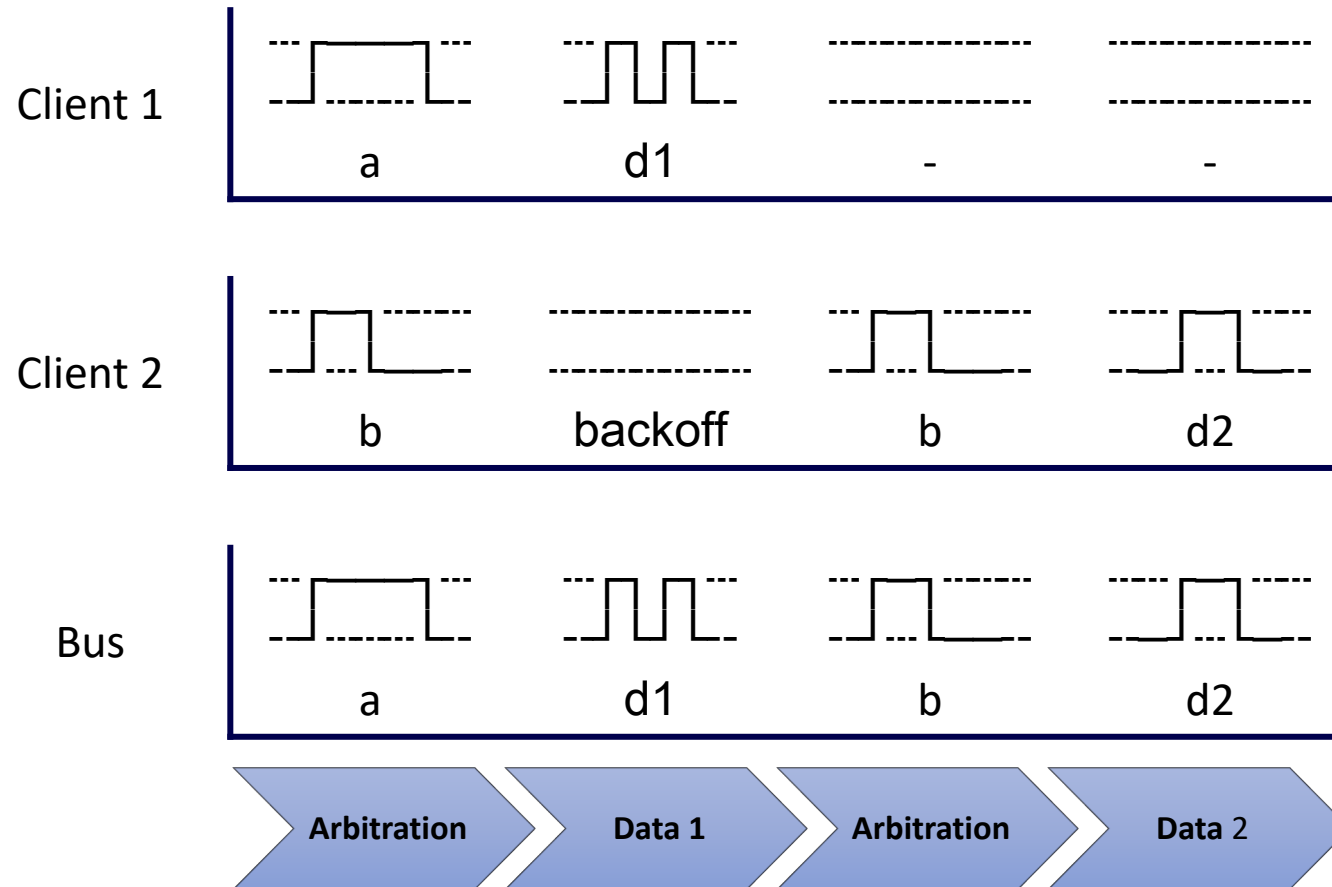 Client 1
a d1 - -
Client 2
b backoff b d2
Bus
a d1 b d2
Arbitration Data 1 Arbitration Data 2